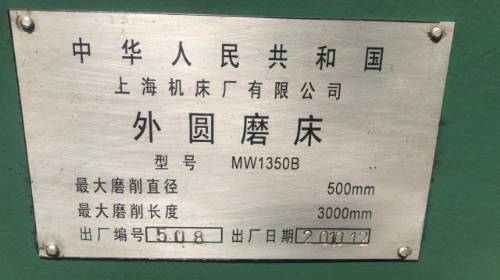 中华人民共和国
上海机床厂有限公司
外圆磨床
型号 MW1350B
最大磨削直径 500mm
最大磨削长度 3000mm
出厂编号 508 出厂日期 2010 12